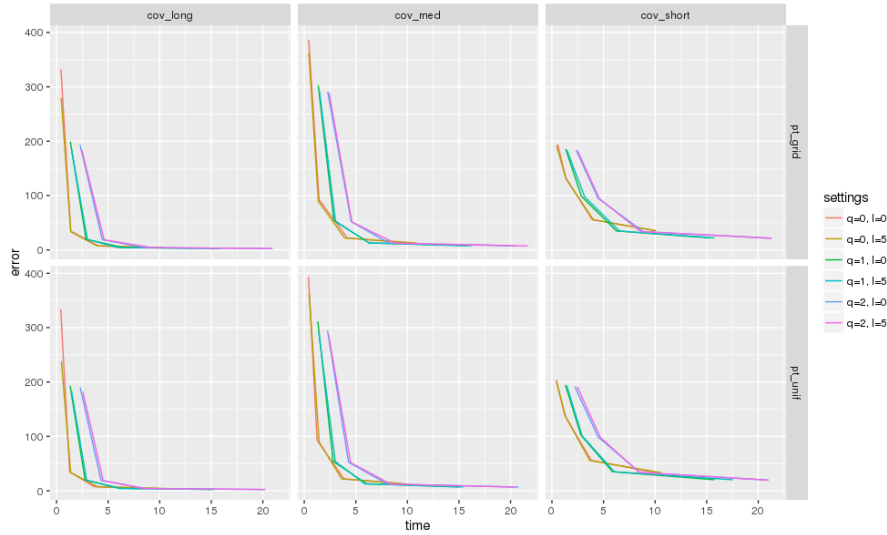 cov_long cov_med cov_short
400
300
200
100
0
pt_grid
400
300
200
100
0
pt_unif
error
0 5 10 15 20 0 5 10 15 20 0 5 10 15 20
time
settings
q=0, l=0
q=0, l=5
q=1, l=0
q=1, l=5
q=2, l=0
q=2, l=5